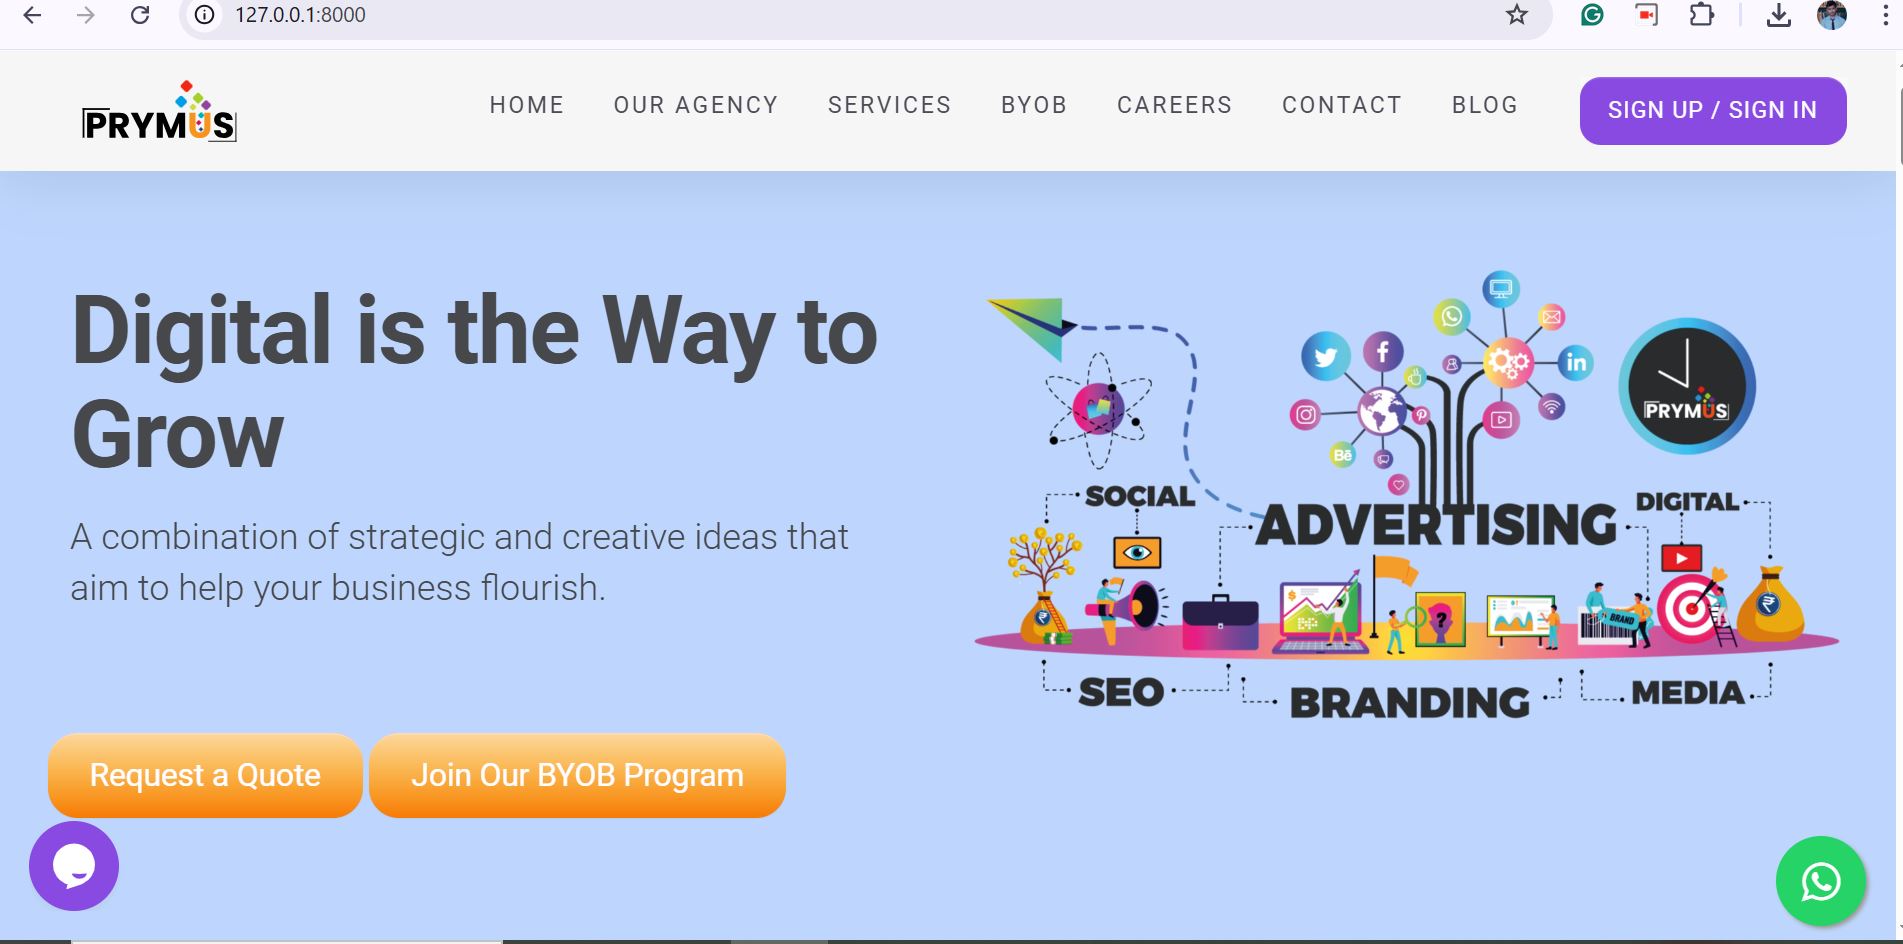 127.0.0.1:8000
PRYMUS
HOME
OUR AGENCY
SERVICES
BYOB
CAREERS
CONTACT
BLOG
SIGN UP / SIGN IN
Digital is the Way to
Grow
A combination of strategic and creative ideas that
aim to help your business flourish.
Request a Quote
Join Our BYOB Program
f
in
Bē
PRYMUS
SOCIAL
ADVERTISING
DIGITAL
$
?
BRAND
₹
₹
SEO
BRANDING
MEDIA